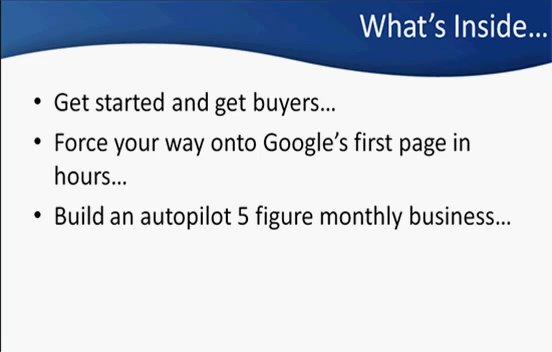 What’s Inside...
• Get started and get buyers...
• Force your way onto Google’s first page in
hours...
• Build an autopilot 5 figure monthly business...